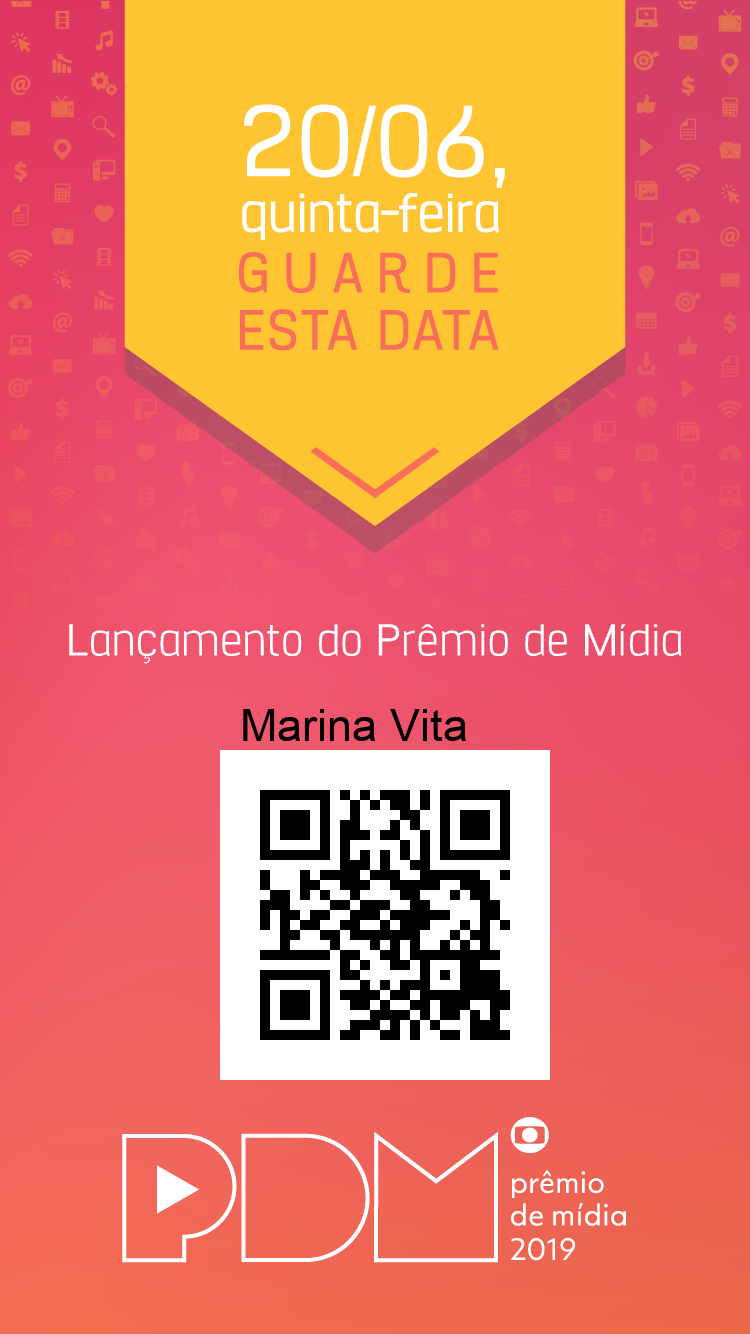 20/06,
quinta-feira
GUARDE
ESTA DATA
Lançamento do Prêmio de Mídia
Marina Vita
PDM
prêmio
de mídia
2019